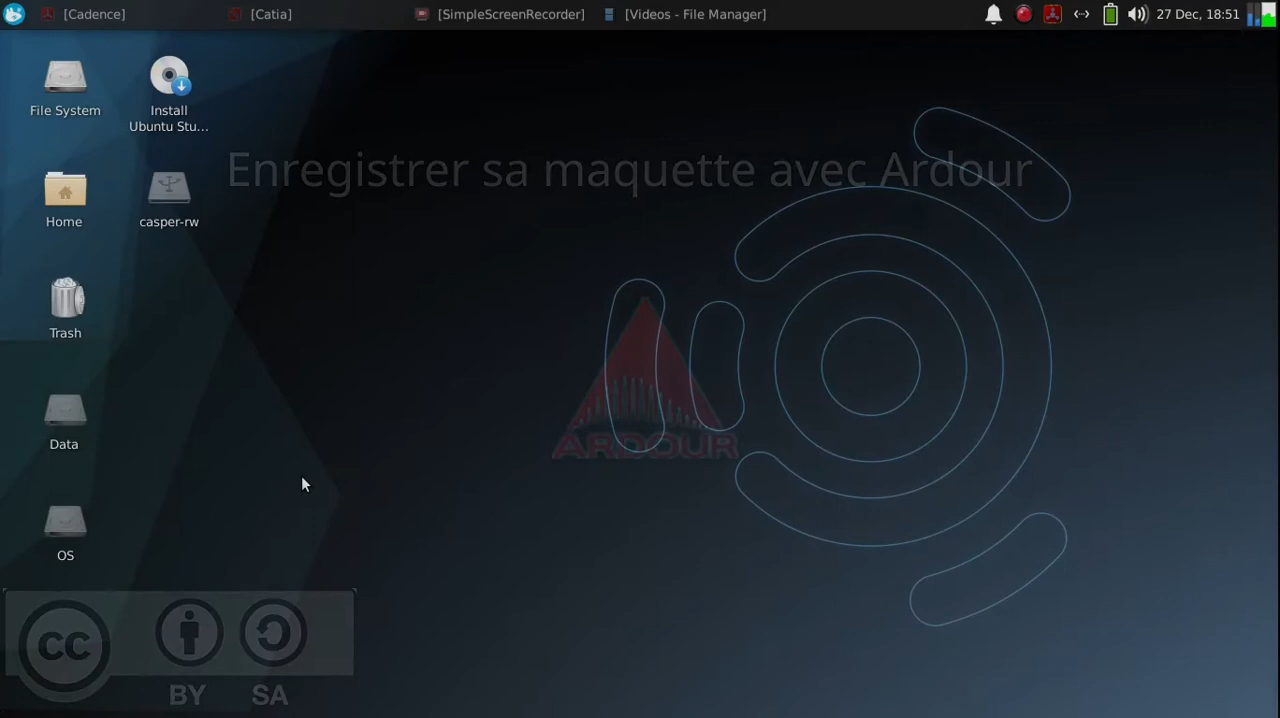 [Cadence] [Catia] [SimpleScreenRecorder] [Videos - File Manager] 27 Dec, 18:51
File System
Install
Ubuntu Stu...
Enregistrer sa maquette avec Ardour
Home
casper-rw
Trash
ARDOUR
Data
OS
CC
BY SA